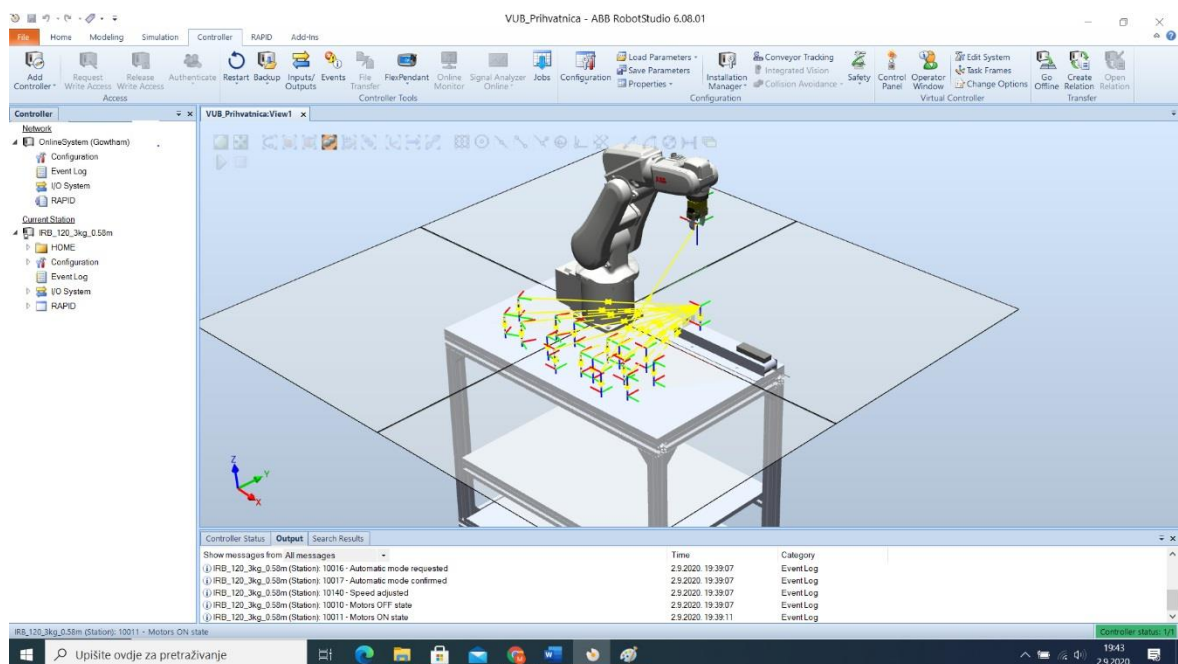 VUB_Prihvatnica - ABB RobotStudio 6.08.01
File Home Modeling Simulation Controller RAPID Add-Ins
Add Controller Request Write Access Release Write Access Authenticate Restart Backup Inputs/ Outputs Events File Transfer FlexPendant Online Monitor Signal Analyzer Online Jobs Configuration Load Parameters Save Parameters Properties Installation Manager Conveyor Tracking Integrated Vision Collision Avoidance Safety Control Panel Operator Window Edit System Task Frames Change Options Go Offline Create Relation Open Relation
Access Controller Tools Configuration Virtual Controller Transfer
Controller
VUB_Prihvatnica:View1
Network
OnlineSystem (Gowtham)
Configuration
Event Log
I/O System
RAPID
Current Station
IRB_120_3kg_0.58m
HOME
Configuration
Event Log
I/O System
RAPID
ABB
Z
Y
X
Controller Status Output Search Results
Show messages from All messages Time Category
IRB_120_3kg_0.58m (Station): 10016 - Automatic mode requested 2.9.2020. 19:39:07 Event Log
IRB_120_3kg_0.58m (Station): 10017 - Automatic mode confirmed 2.9.2020. 19:39:07 Event Log
IRB_120_3kg_0.58m (Station): 10140 - Speed adjusted 2.9.2020. 19:39:07 Event Log
IRB_120_3kg_0.58m (Station): 10010 - Motors OFF state 2.9.2020. 19:39:07 Event Log
IRB_120_3kg_0.58m (Station): 10011 - Motors ON state 2.9.2020. 19:39:11 Event Log
IRB_120_3kg_0.58m (Station): 10011 - Motors ON state Controller status: 1/1
Upišite ovdje za pretraživanje
19:43
2.9.2020.